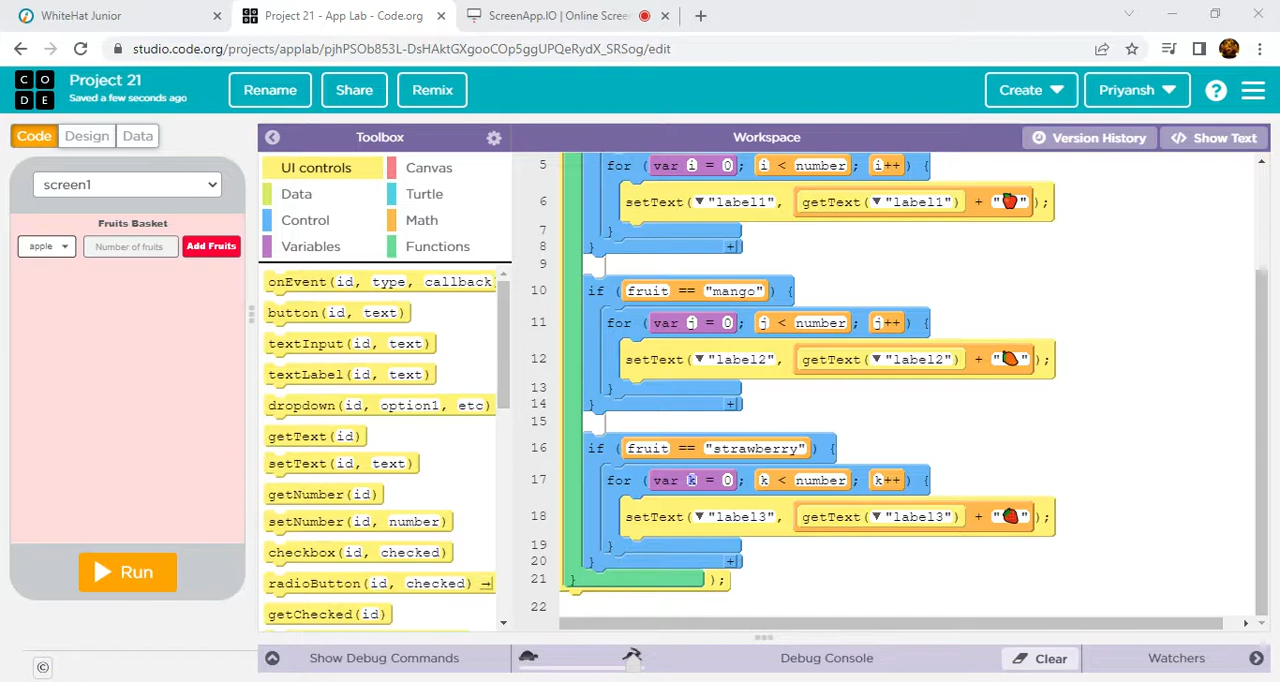 WhiteHat Junior
Project 21 - App Lab - Code.org
ScreenApp.IO | Online Screen
studio.code.org/projects/applab/pjhPSOb853L-DsHAktGXgooCOp5ggUPQeRydX_SRSog/edit
C O D E
Project 21
Saved a few seconds ago
Rename
Share
Remix
Create
Priyansh
?
Code
Design
Data
Toolbox
Workspace
Version History
Show Text
screen1
Fruits Basket
apple
Number of fruits
Add Fruits
Run
UI controls
Canvas
Data
Turtle
Control
Math
Variables
Functions
onEvent(id, type, callback
button(id, text)
textInput(id, text)
textLabel(id, text)
dropdown(id, option1, etc)
getText(id)
setText(id, text)
getNumber(id)
setNumber(id, number)
checkbox(id, checked)
radioButton(id, checked)
getChecked(id)
5 for (var i = 0; i < number; i++) {
6 setText(▼"label1", getText(▼"label1") + "🍎");
7 }
8 }
9
10 if (fruit == "mango") {
11 for (var j = 0; j < number; j++) {
12 setText(▼"label2", getText(▼"label2") + "🥭");
13 }
14 }
15
16 if (fruit == "strawberry") {
17 for (var k = 0; k < number; k++) {
18 setText(▼"label3", getText(▼"label3") + "🍓");
19 }
20 }
21 });
22
©
Show Debug Commands
Debug Console
Clear
Watchers